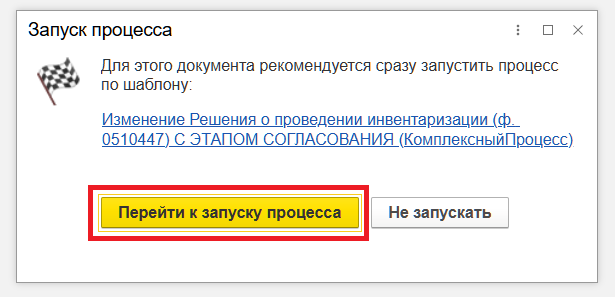 Запуск процесса
Для этого документа рекомендуется сразу запустить процесс
по шаблону:
Изменение Решения о проведении инвентаризации (ф.
0510447) С ЭТАПОМ СОГЛАСОВАНИЯ (КомплексныйПроцесс)
Перейти к запуску процесса
Не запускать